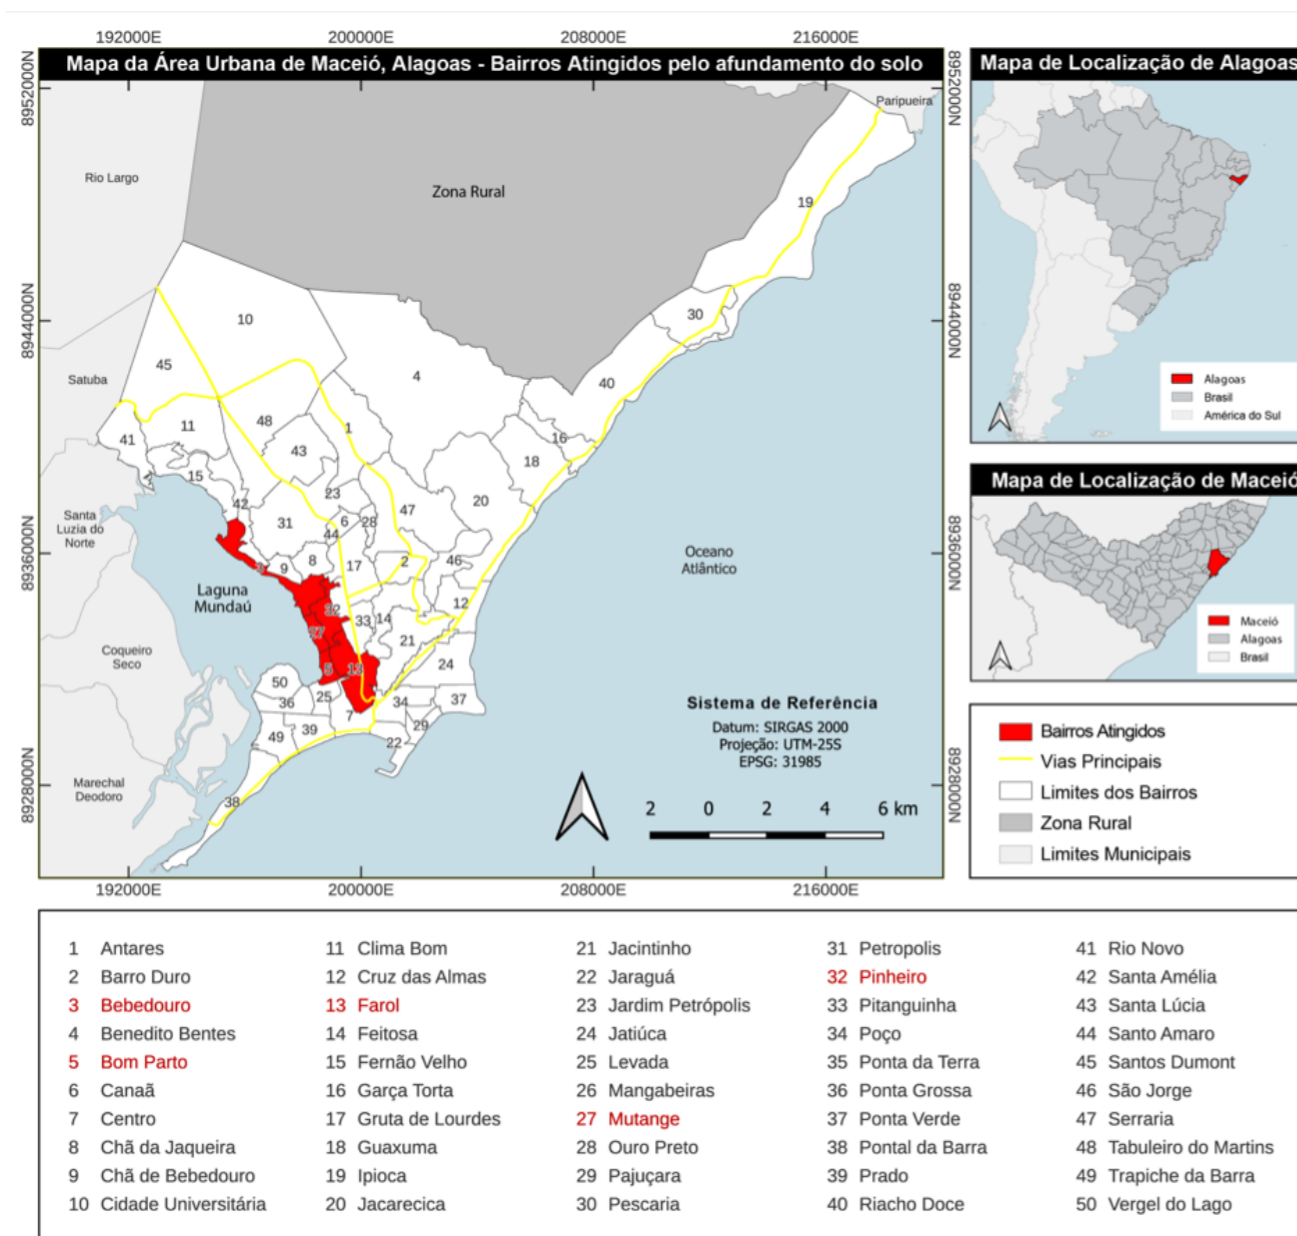 192000E 200000E 208000E 216000E
Mapa da Área Urbana de Maceió, Alagoas - Bairros Atingidos pelo afundamento do solo
8952000N
8952000N
Paripueira
Rio Largo
Zona Rural
19
30
10
8944000N
8944000N
45
4
40
Satuba
48
1
11
41
16
43
18
15
23
20
42
47
31
6
28
Santa
Luzia do
Norte
44
8936000N
8936000N
Oceano
Atlântico
46
8
2
17
3
9
Laguna
Mundaú
12
32
33
14
27
21
Coqueiro
Seco
24
5
13
50
25
36
34
37
7
29
39
49
22
Sistema de Referência
Datum: SIRGAS 2000
Projeção: UTM-25S
EPSG: 31985
Marechal
Deodoro
8928000N
8928000N
38
2 0 2 4 6 km
192000E 200000E 208000E 216000E
Mapa de Localização de Alagoas
Alagoas
Brasil
América do Sul
Mapa de Localização de Maceió
Maceió
Alagoas
Brasil
Bairros Atingidos
Vias Principais
Limites dos Bairros
Zona Rural
Limites Municipais
1 Antares
2 Barro Duro
3 Bebedouro
4 Benedito Bentes
5 Bom Parto
6 Canaã
7 Centro
8 Chã da Jaqueira
9 Chã de Bebedouro
10 Cidade Universitária
11 Clima Bom
12 Cruz das Almas
13 Farol
14 Feitosa
15 Fernão Velho
16 Garça Torta
17 Gruta de Lourdes
18 Guaxuma
19 Ipioca
20 Jacarecica
21 Jacintinho
22 Jaraguá
23 Jardim Petrópolis
24 Jatiúca
25 Levada
26 Mangabeiras
27 Mutange
28 Ouro Preto
29 Pajuçara
30 Pescaria
31 Petropolis
32 Pinheiro
33 Pitanguinha
34 Poço
35 Ponta da Terra
36 Ponta Grossa
37 Ponta Verde
38 Pontal da Barra
39 Prado
40 Riacho Doce
41 Rio Novo
42 Santa Amélia
43 Santa Lúcia
44 Santo Amaro
45 Santos Dumont
46 São Jorge
47 Serraria
48 Tabuleiro do Martins
49 Trapiche da Barra
50 Vergel do Lago